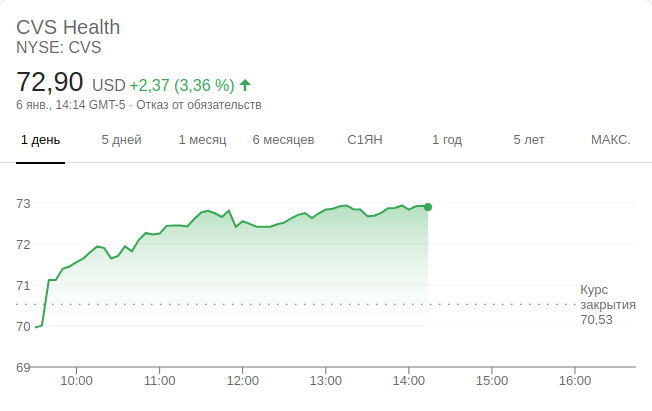 CVS Health
NYSE: CVS
72,90 USD +2,37 (3,36 %)
6 янв., 14:14 GMT-5 · Отказ от обязательств
1 день 5 дней 1 месяц 6 месяцев С1ЯН 1 год 5 лет МАКС.
73
72
71
Курс
закрытия
70,53
70
69
10:00 11:00 12:00 13:00 14:00 15:00 16:00